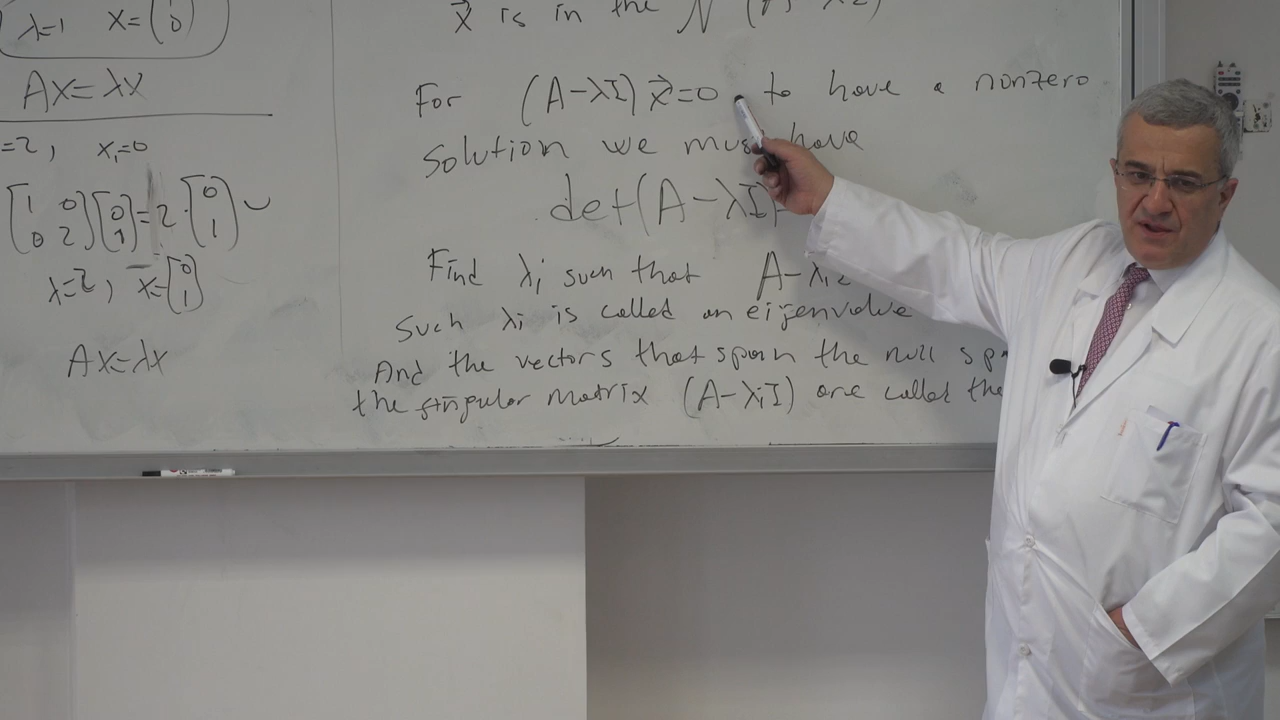 λ=1 x=(1 0)
Ax=λx
=2, x₁=0
[1 0 0 2][0 1]=2·(0 1)
λ=2, x=(0 1)
Ax=λx
x⃗ is in the N
For (A-λI)x⃗=0 to have a nonzero
solution we must have
det(A-λI)
Find λi such that A-λi
Such λi is called an eigenvalue
And the vectors that span the null sp
the singular matrix (A-λiI) are called the